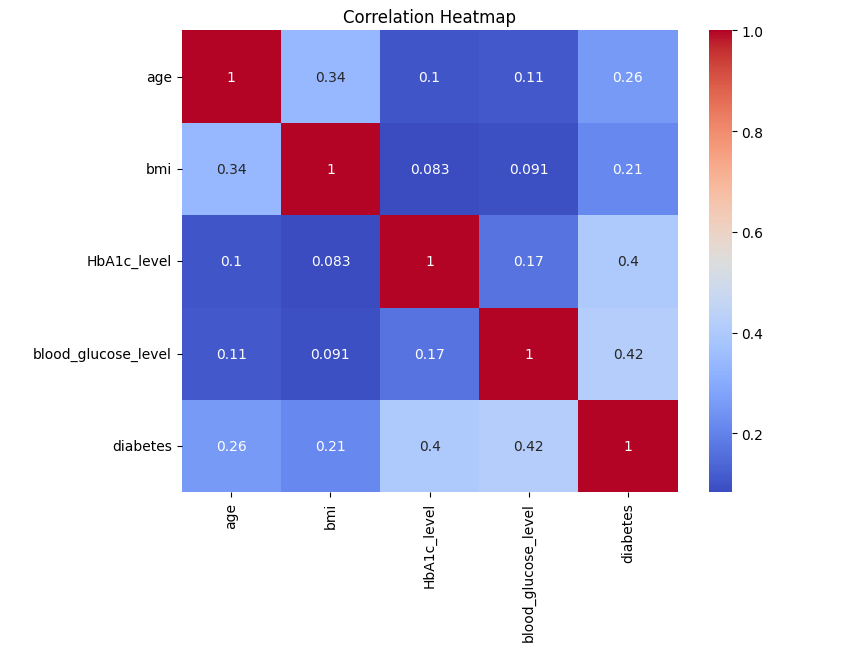 Correlation Heatmap
age 1 0.34 0.1 0.11 0.26
bmi 0.34 1 0.083 0.091 0.21
HbA1c_level 0.1 0.083 1 0.17 0.4
blood_glucose_level 0.11 0.091 0.17 1 0.42
diabetes 0.26 0.21 0.4 0.42 1
age bmi HbA1c_level blood_glucose_level diabetes
1.0
0.8
0.6
0.4
0.2